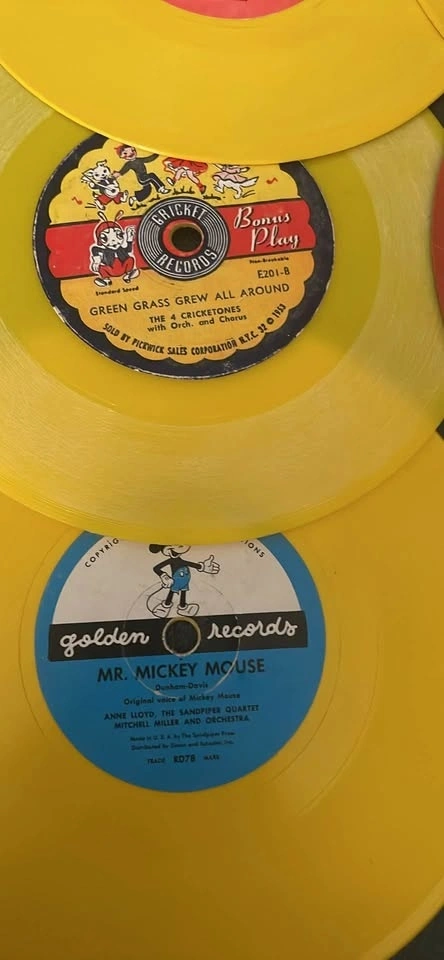 CRICKET RECORDS
Bonus
Play
Non-Breakable
E201-B
Standard Speed
GREEN GRASS GREW ALL AROUND
THE 4 CRICKETONES
with Orch. and Chorus
SOLD BY PICKWICK SALES CORPORATION N.Y.C. 32 © 1953
golden records
MR. MICKEY MOUSE
Dunham-Davis
Original voice of Mickey Mouse
ANNE LLOYD, THE SANDPIPER QUARTET
MITCHELL MILLER AND ORCHESTRA
Made in U.S.A. by The Sandpiper Press
Distributed by Simon and Schuster, Inc.
TRADE RD78 MARK